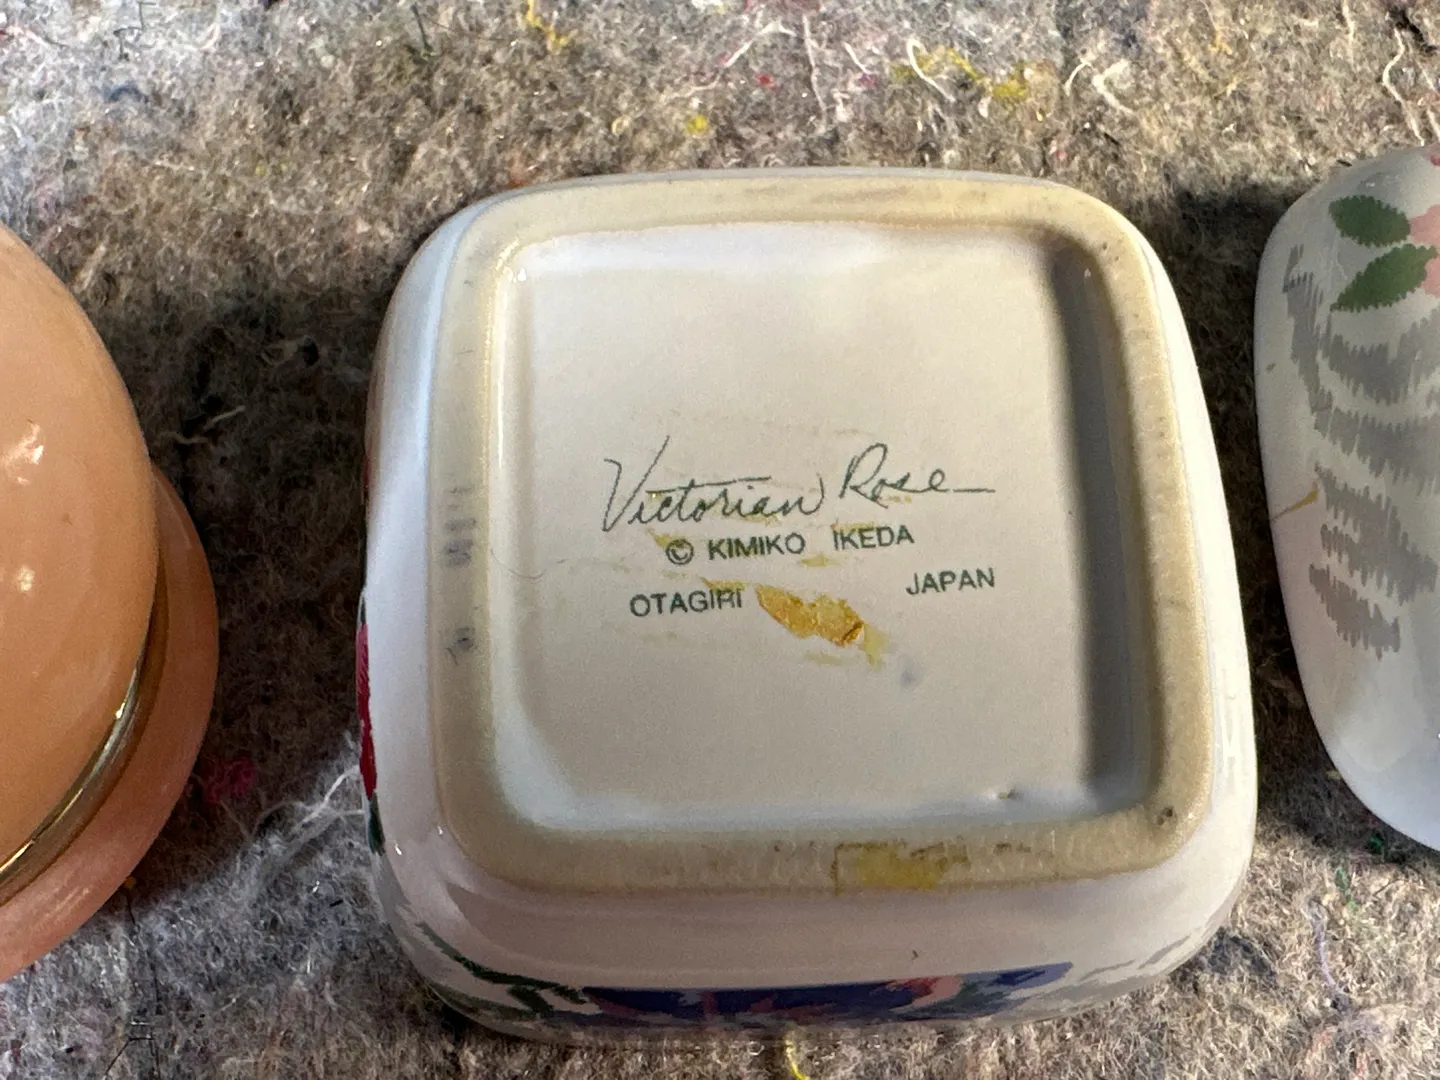 Victorian Rose
© KIMIKO IKEDA
OTAGIRI JAPAN